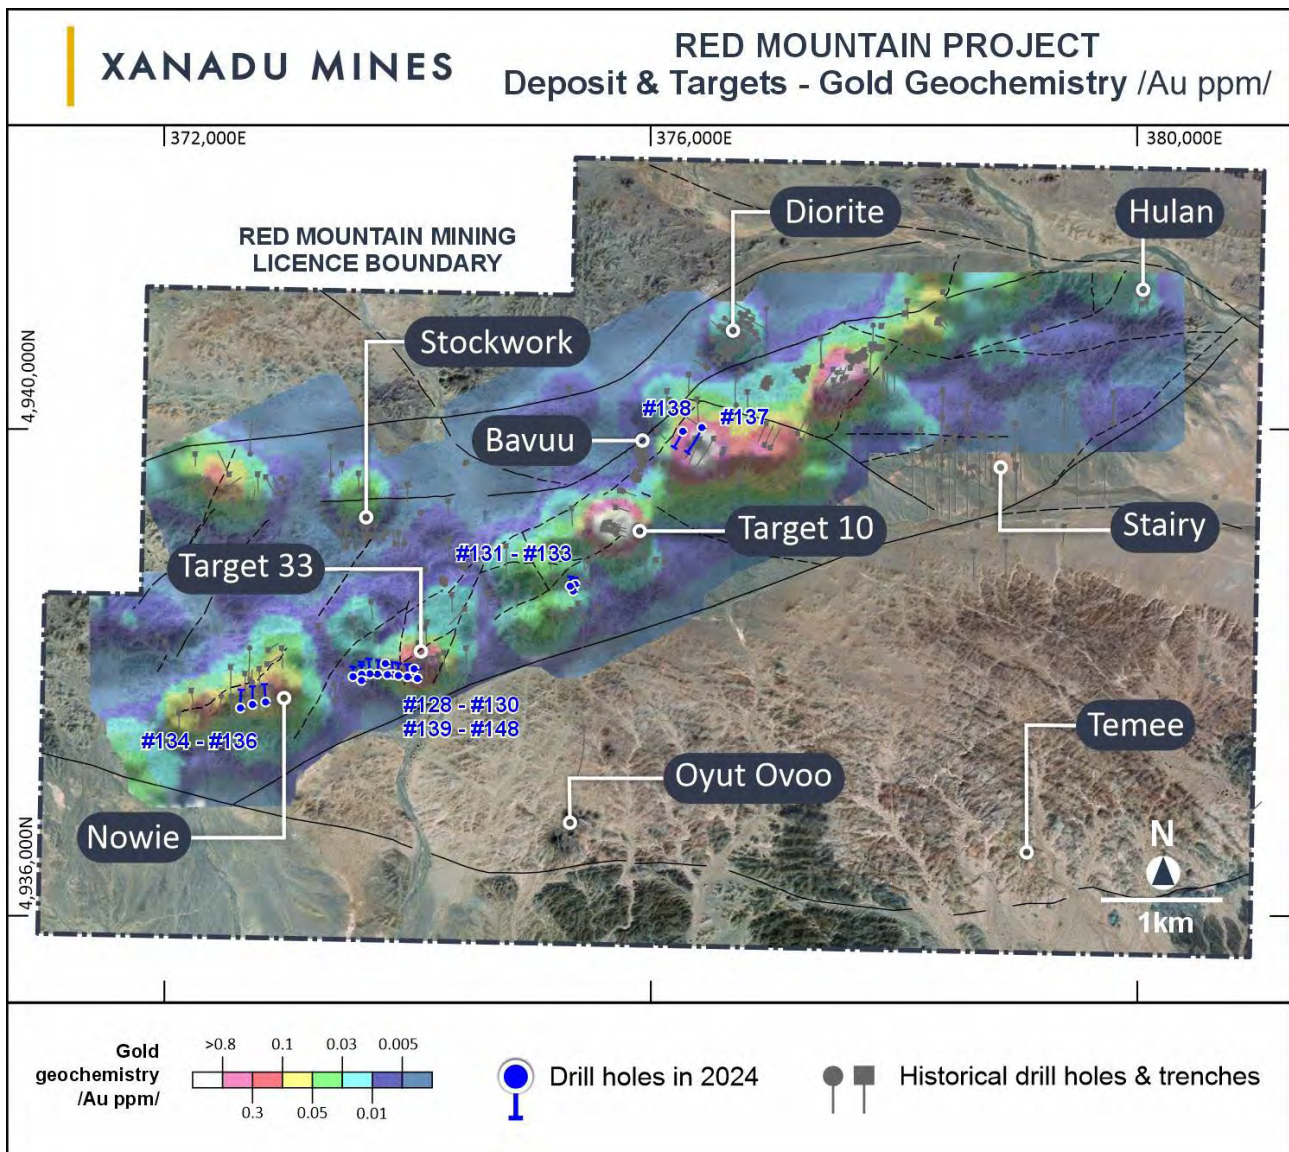 XANADU MINES
RED MOUNTAIN PROJECT
Deposit & Targets - Gold Geochemistry /Au ppm/
372,000E
376,000E
380,000E
4,940,000N
4,936,000N
RED MOUNTAIN MINING
LICENCE BOUNDARY
Diorite
Hulan
Stockwork
#138
#137
Bavuu
Target 10
Stairy
#131 - #133
Target 33
#128 - #130
#139 - #148
#134 - #136
Nowie
Oyut Ovoo
Temee
N
1km
Gold
geochemistry
/Au ppm/
>0.8
0.1
0.03
0.005
0.3
0.05
0.01
Drill holes in 2024
Historical drill holes & trenches